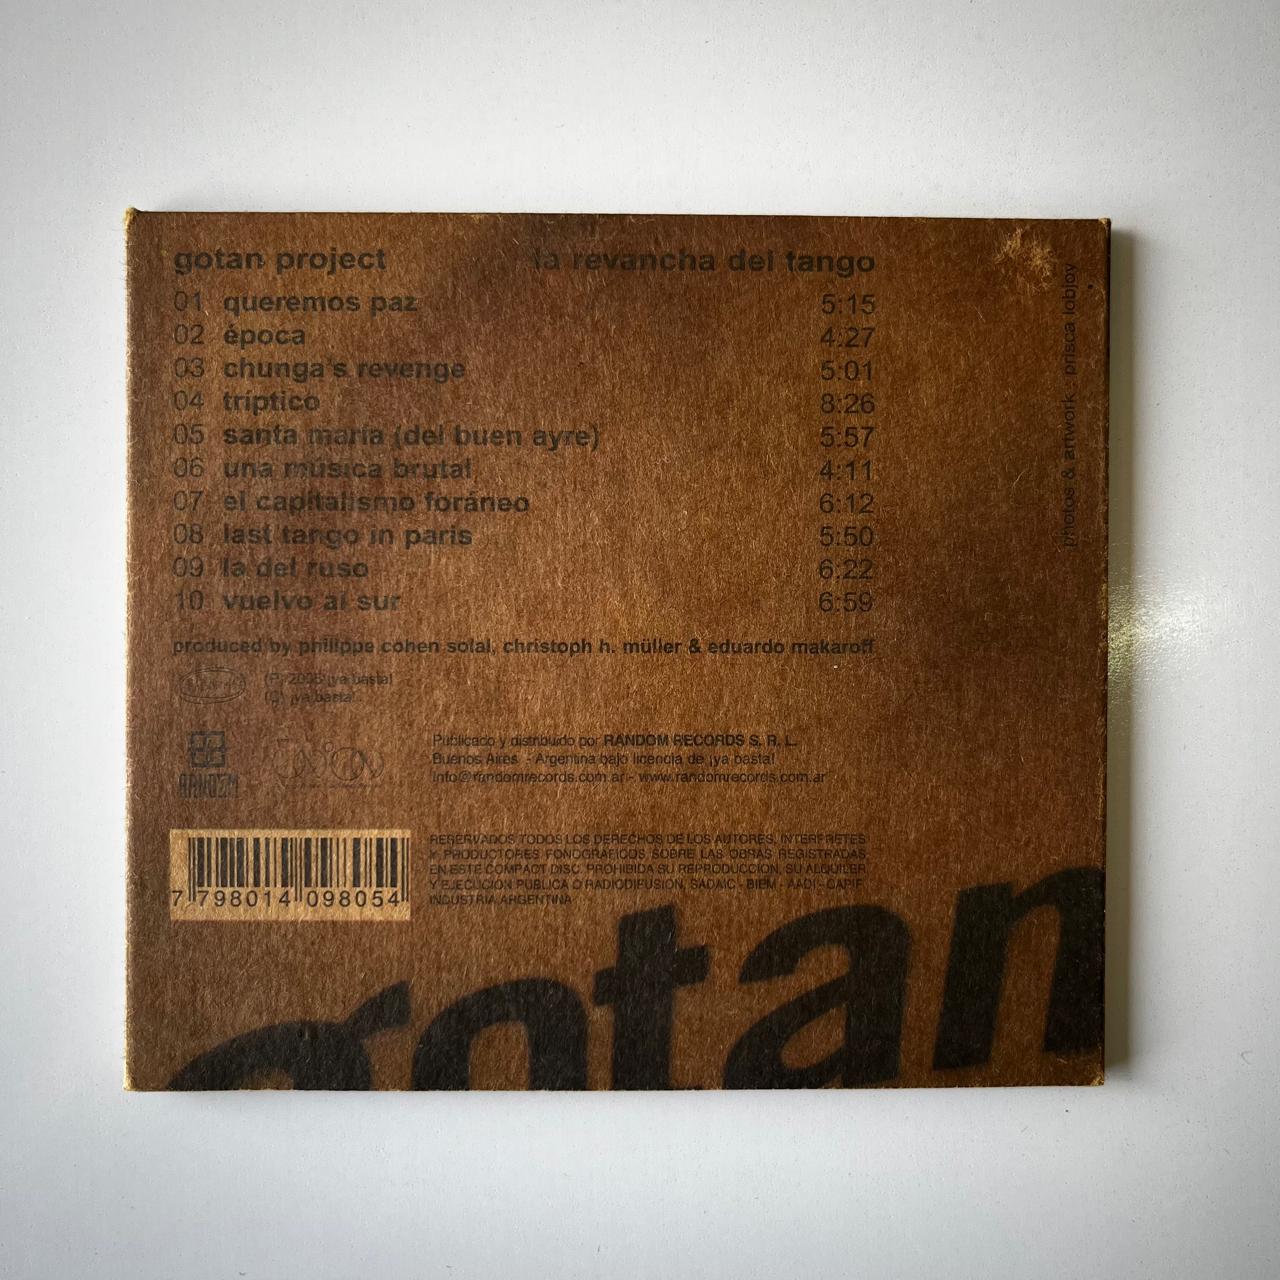 gotan project la revancha del tango
01 queremos paz 5:15
02 época 4:27
03 chunga's revenge 5:01
04 tríptico 8:26
05 santa maría (del buen ayre) 5:57
06 una música brutal 4:11
07 el capitalismo foráneo 6:12
08 last tango in paris 5:50
09 la del ruso 6:22
10 vuelvo al sur 6:59
produced by philippe cohen solal, christoph h. müller & eduardo makaroff
(P) ¡ya basta!
(C) ¡ya basta!
RANDOM
Publicado y distribuido por RANDOM RECORDS S. R. L.
Buenos Aires - Argentina bajo licencia de ¡ya basta!
info@randomrecords.com.ar - www.randomrecords.com.ar
7 798014 098054
RESERVADOS TODOS LOS DERECHOS DE LOS AUTORES, INTERPRETES
Y PRODUCTORES FONOGRAFICOS SOBRE LAS OBRAS REGISTRADAS
EN ESTE COMPACT DISC. PROHIBIDA SU REPRODUCCION, SU ALQUILER
Y EJECUCION PUBLICA O RADIODIFUSION, SADAIC - BIEM - AADI - CAPIF
INDUSTRIA ARGENTINA
gotan
photos & artwork : prisca lobjoy